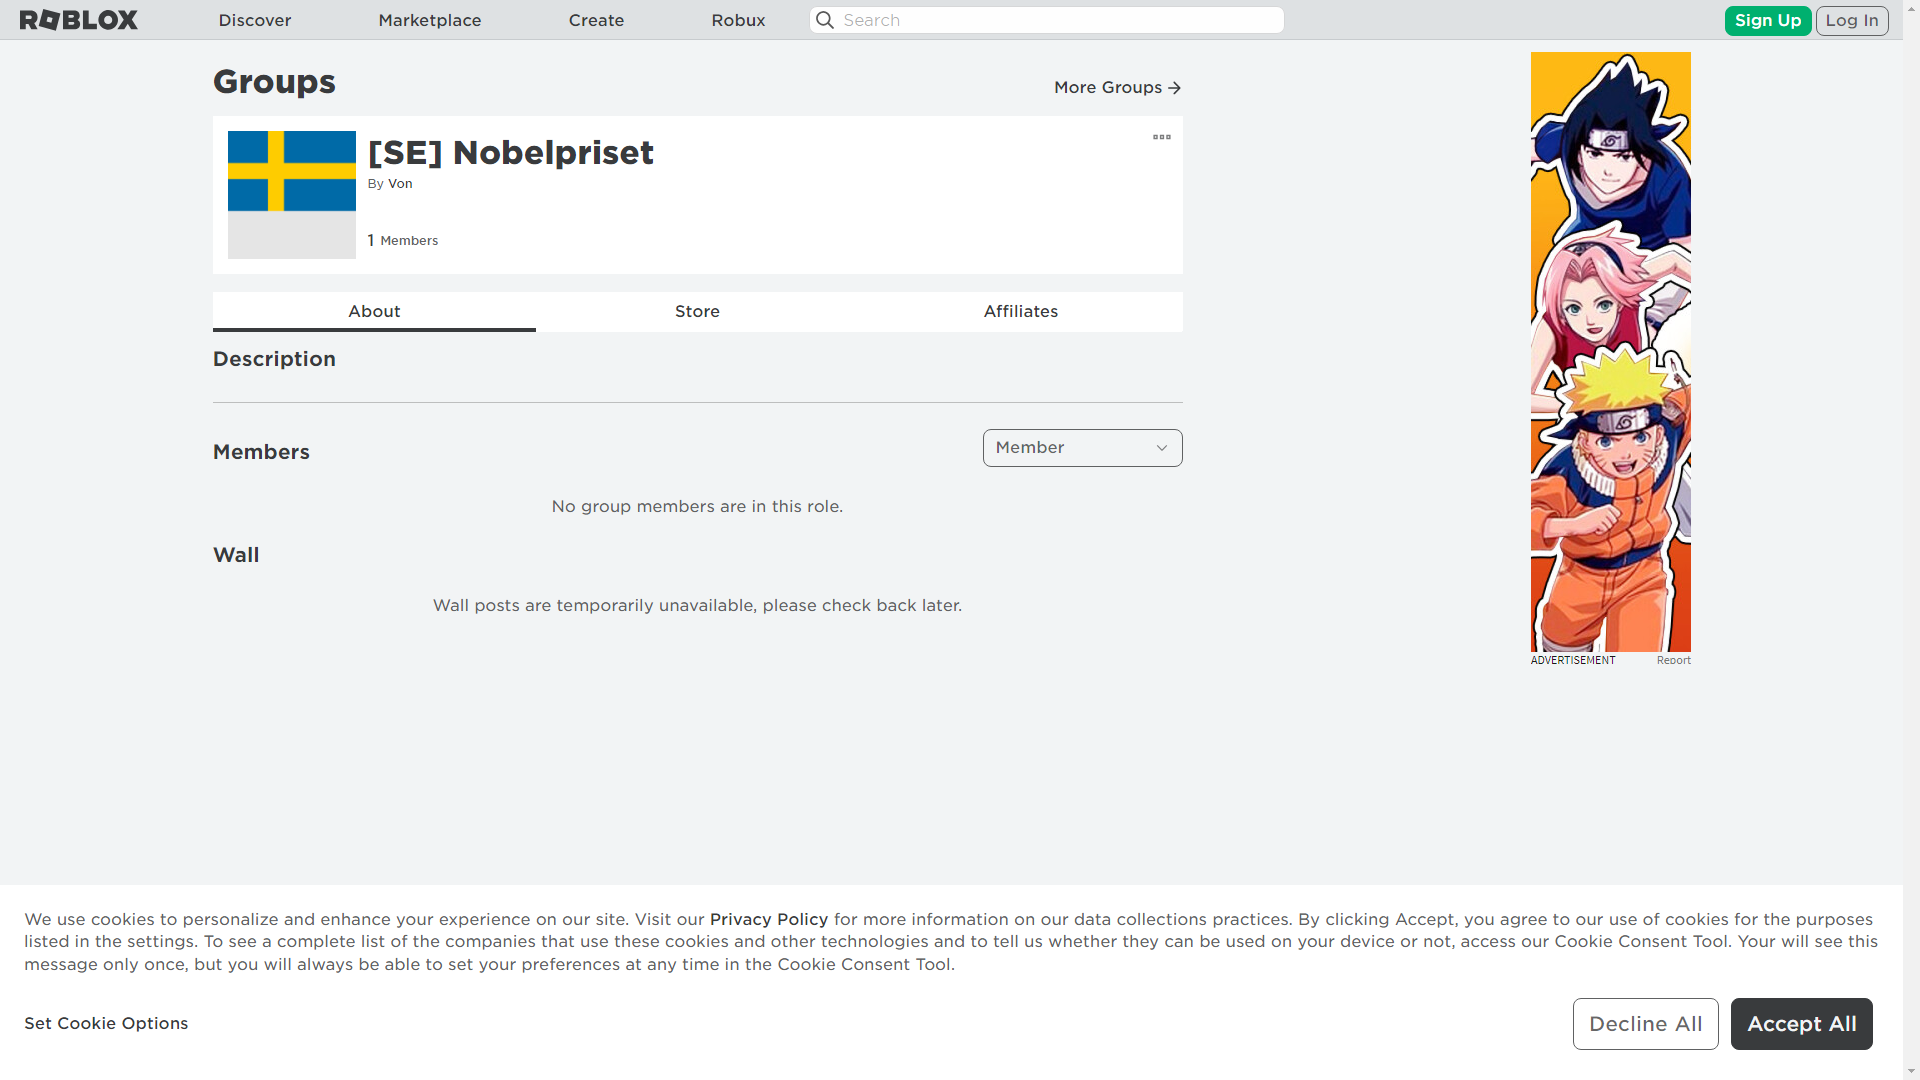 ROBLOX
Discover
Marketplace
Create
Robux
Search
Sign Up
Log In
Groups
More Groups
[SE] Nobelpriset
By Von
1 Members
About
Store
Affiliates
Description
Members
Member
No group members are in this role.
Wall
Wall posts are temporarily unavailable, please check back later.
ADVERTISEMENT
Report
We use cookies to personalize and enhance your experience on our site. Visit our Privacy Policy for more information on our data collections practices. By clicking Accept, you agree to our use of cookies for the purposes
listed in the settings. To see a complete list of the companies that use these cookies and other technologies and to tell us whether they can be used on your device or not, access our Cookie Consent Tool. Your will see this
message only once, but you will always be able to set your preferences at any time in the Cookie Consent Tool.
Set Cookie Options
Decline All
Accept All